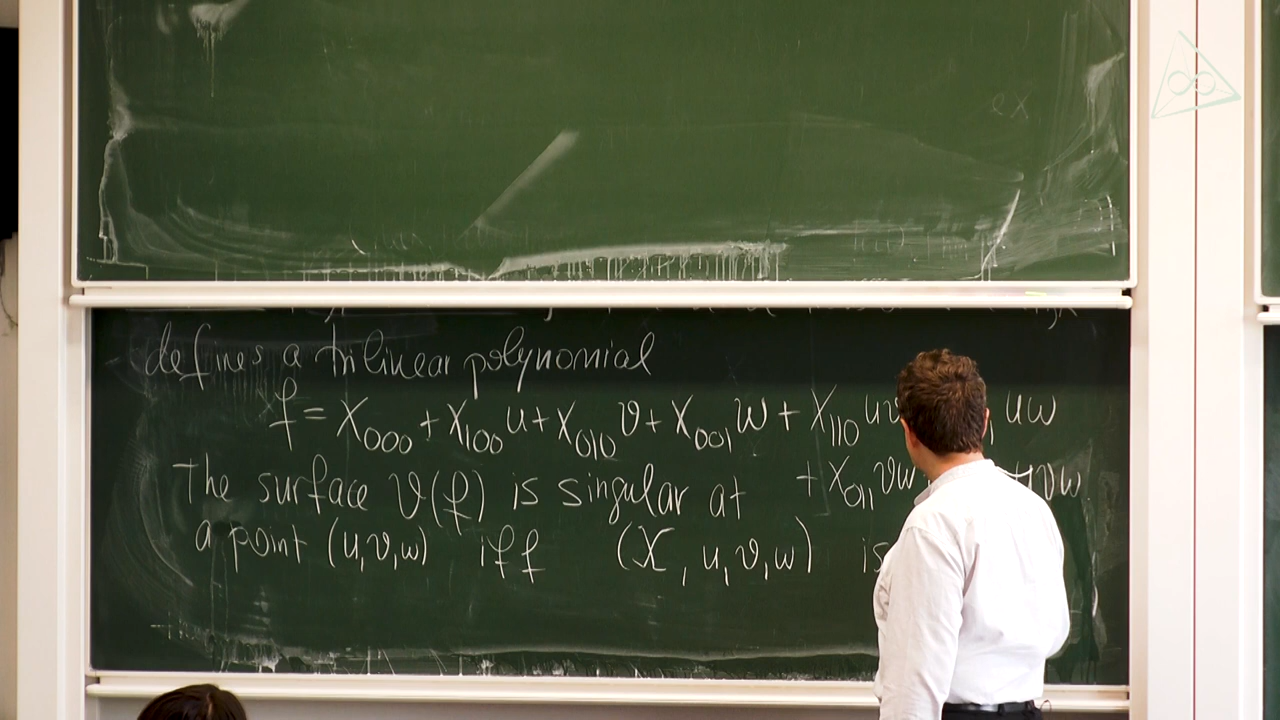 ex
defines a trilinear polynomial
f = X₀₀₀ + X₁₀₀ u + X₀₁₀ v + X₀₀₁ w + X₁₁₀ uv uw
The surface V(f) is singular at + X₀₁₁ vw
a point (u,v,w) iff (X, u,v,w) is